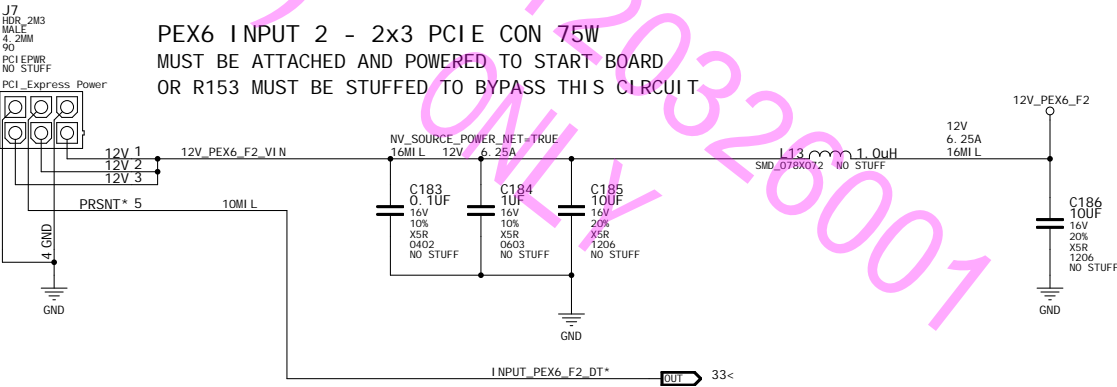 J7
HDR_2M3
MALE
4.2MM
90
PCIEPWR
NO STUFF
PCI_Express Power
PEX6 INPUT 2 - 2x3 PCIE CON 75W
MUST BE ATTACHED AND POWERED TO START BOARD
OR R153 MUST BE STUFFED TO BYPASS THIS CIRCUIT
12V 1
12V 2
12V 3
12V_PEX6_F2_VIN
PRSNT* 5
10MIL
4 GND
GND
NV_SOURCE_POWER_NET=TRUE
16MIL 12V 6.25A
C183
0.1UF
16V
10%
X5R
0402
NO STUFF
C184
1UF
16V
10%
X5R
0603
NO STUFF
C185
10UF
16V
20%
X5R
1206
NO STUFF
GND
L13 1.0uH
SMD_078X072 NO STUFF
12V_PEX6_F2
12V
6.25A
16MIL
C186
10UF
16V
20%
X5R
1206
NO STUFF
GND
INPUT_PEX6_F2_DT*
OUT 33<
20326001
ONLY